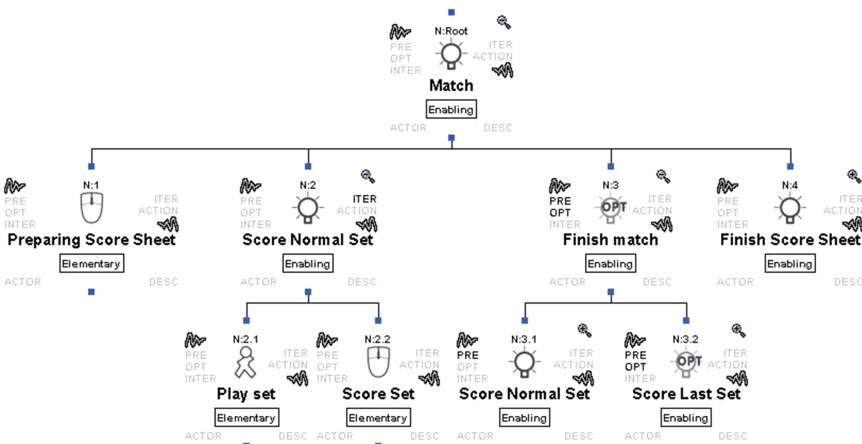 N:Root
PRE ITER
OPT ACTION
INTER
Match
Enabling
ACTOR DESC
N:1 N:2 N:3 N:4
PRE ITER PRE ITER PRE ITER PRE ITER
OPT ACTION OPT ACTION OPT OPT ACTION OPT ACTION
INTER INTER INTER INTER
Preparing Score Sheet Score Normal Set Finish match Finish Score Sheet
Elementary Enabling Enabling Enabling
ACTOR DESC ACTOR DESC ACTOR DESC ACTOR DESC
N:2.1 N:2.2 N:3.1 N:3.2
PRE ITER PRE ITER PRE ITER PRE ITER
OPT ACTION OPT ACTION OPT ACTION OPT OPT ACTION
INTER INTER INTER INTER
Play set Score Set Score Normal Set Score Last Set
Elementary Elementary Enabling Enabling
ACTOR DESC ACTOR DESC ACTOR DESC ACTOR DESC